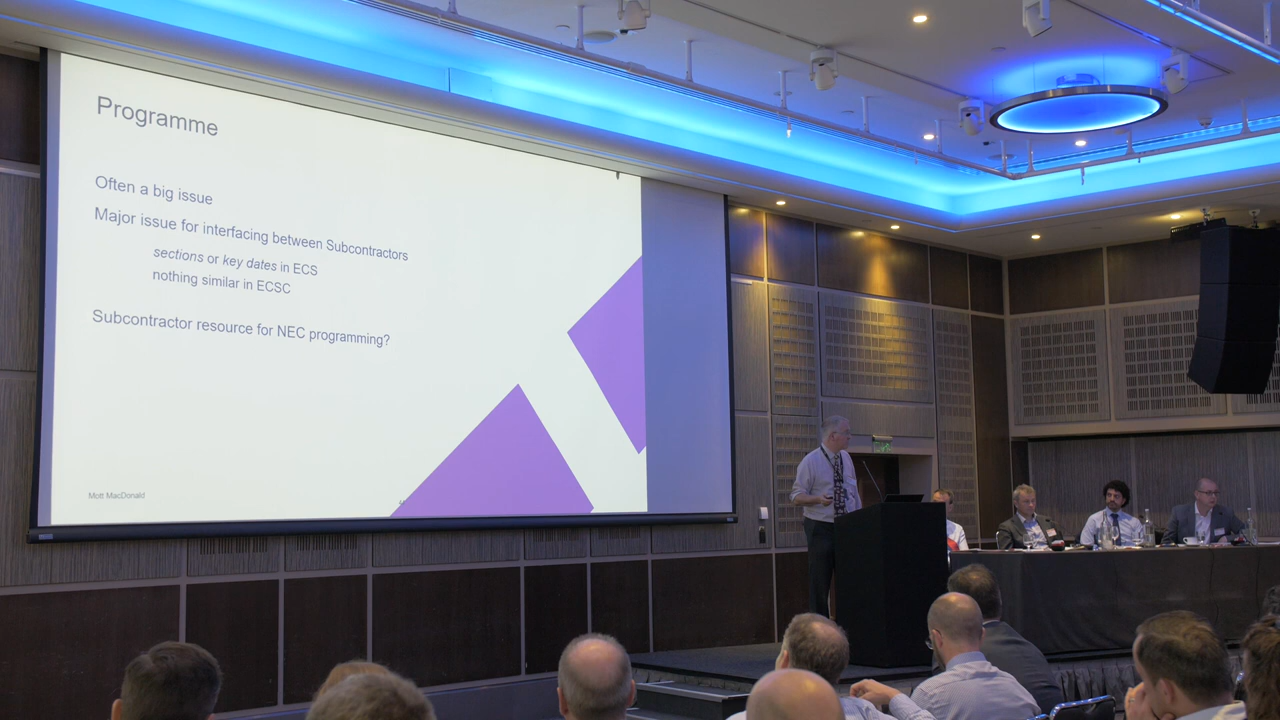 Programme
Often a big issue
Major issue for interfacing between Subcontractors
sections or key dates in ECS
nothing similar in ECSC
Subcontractor resource for NEC programming?
Mott MacDonald